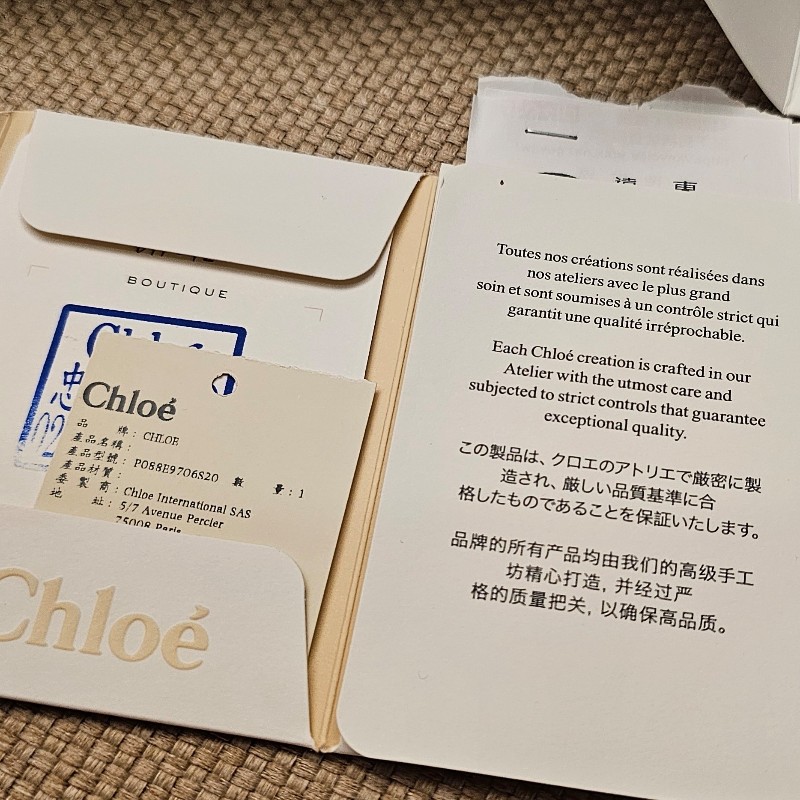 BOUTIQUE
Chloé
忠
02
Chloé
品 牌: CHLOE
產品名稱:
產品型號: P088E9706S20 數 量: 1
產品材質:
委 製 商: Chloe International SAS
地 址: 5/7 Avenue Percier
75008 Paris
Chloé
遠 東
Toutes nos créations sont réalisées dans
nos ateliers avec le plus grand
soin et sont soumises à un contrôle strict qui
garantit une qualité irréprochable.
Each Chloé creation is crafted in our
Atelier with the utmost care and
subjected to strict controls that guarantee
exceptional quality.
この製品は、クロエのアトリエで厳密に製
造され、厳しい品質基準に合
格したものであることを保証いたします。
品牌的所有产品均由我们的高级手工
坊精心打造, 并经过严
格的质量把关, 以确保高品质。